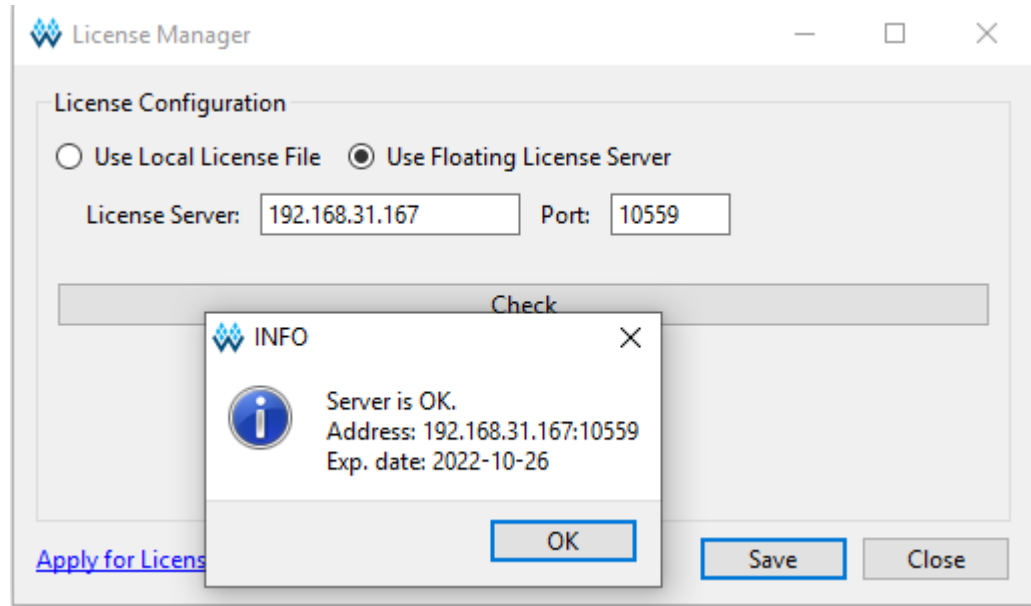 License Manager
License Configuration
Use Local License File Use Floating License Server
License Server: 192.168.31.167 Port: 10559
Check
INFO
Server is OK.
Address: 192.168.31.167:10559
Exp. date: 2022-10-26
OK
Apply for Licens
Save Close